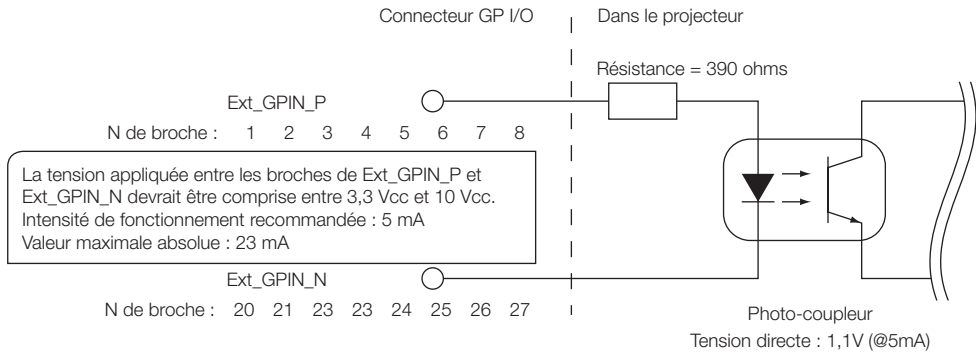 Connecteur GP I/O
Dans le projecteur
Résistance = 390 ohms
Ext_GPIN_P
N de broche : 1 2 3 4 5 6 7 8
La tension appliquée entre les broches de Ext_GPIN_P et
Ext_GPIN_N devrait être comprise entre 3,3 Vcc et 10 Vcc.
Intensité de fonctionnement recommandée : 5 mA
Valeur maximale absolue : 23 mA
Ext_GPIN_N
N de broche : 20 21 23 23 24 25 26 27
Photo-coupleur
Tension directe : 1,1V (@5mA)